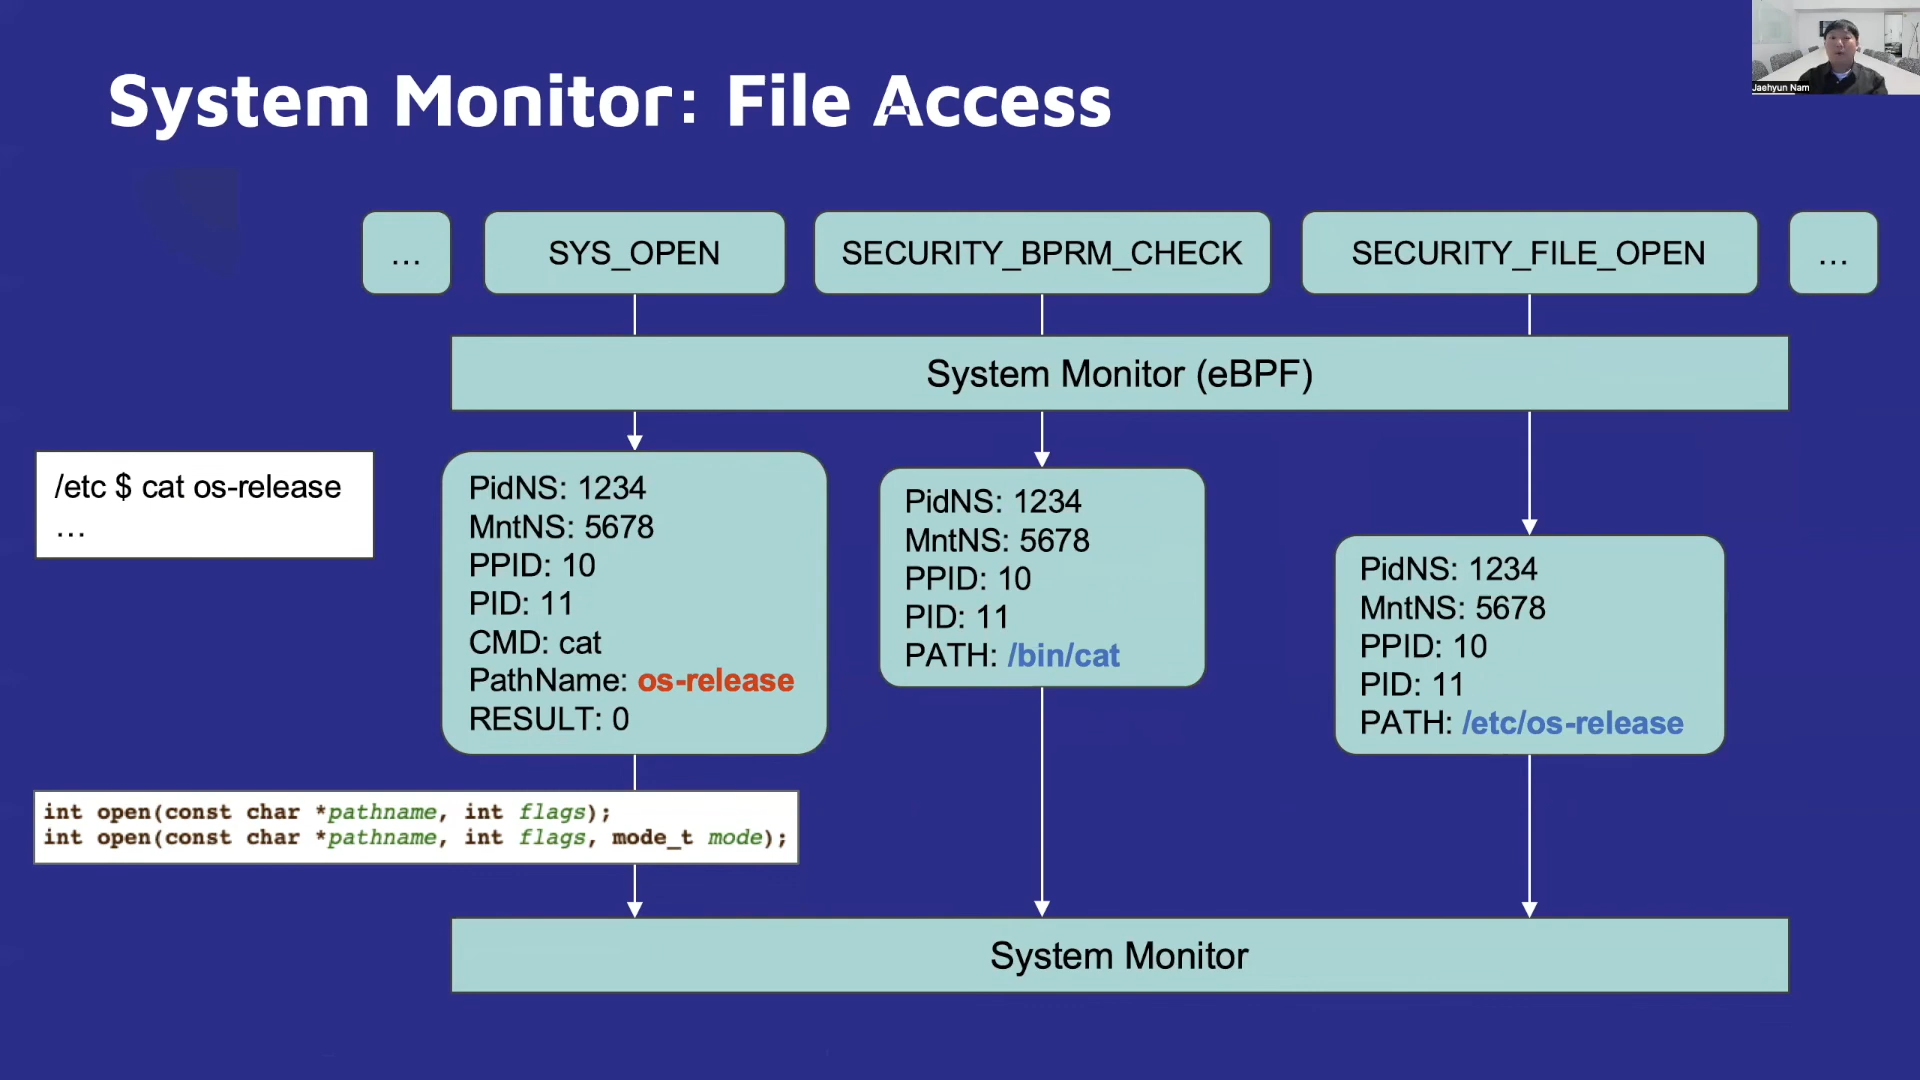 Jaehyun Nam
System Monitor: File Access
...
SYS_OPEN
SECURITY_BPRM_CHECK
SECURITY_FILE_OPEN
...
System Monitor (eBPF)
/etc $ cat os-release
...
PidNS: 1234
MntNS: 5678
PPID: 10
PID: 11
CMD: cat
PathName: os-release
RESULT: 0
PidNS: 1234
MntNS: 5678
PPID: 10
PID: 11
PATH: /bin/cat
PidNS: 1234
MntNS: 5678
PPID: 10
PID: 11
PATH: /etc/os-release
int open(const char *pathname, int flags);
int open(const char *pathname, int flags, mode_t mode);
System Monitor